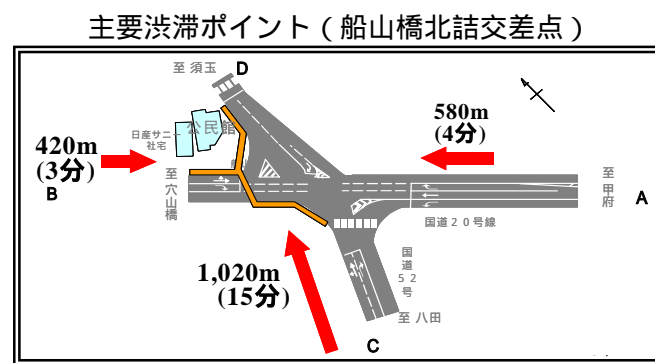 主要渋滞ポイント（船山橋北詰交差点）
至 須玉
D
公民館
日産サニー
社宅
420m
(3分)
580m
(4分)
至穴山橋
B
至甲府
A
国道２０号線
国道５２号
1,020m
(15分)
至 八田
C